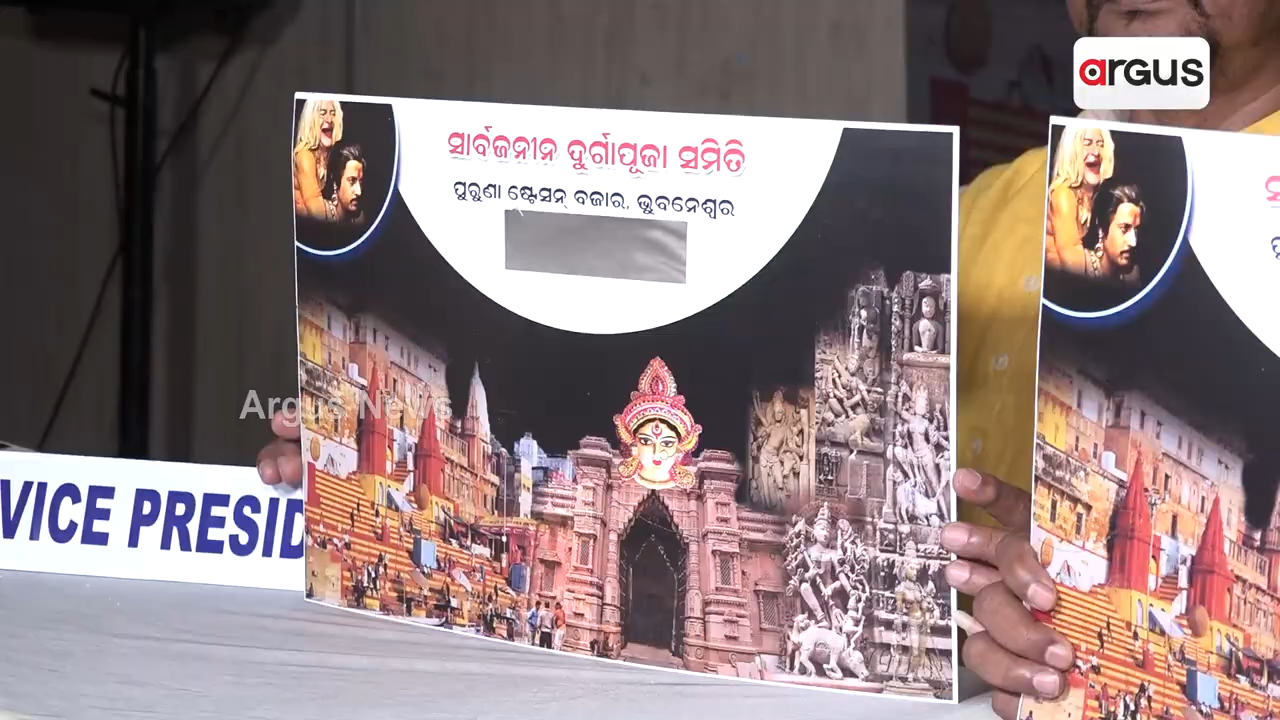 argus
ସାର୍ବଜନୀନ ଦୁର୍ଗାପୂଜା ସମିତି
ପୁରୁଣା ଷ୍ଟେସନ୍ ବଜାର, ଭୁବନେଶ୍ୱର
Argus News
VICE PRESID